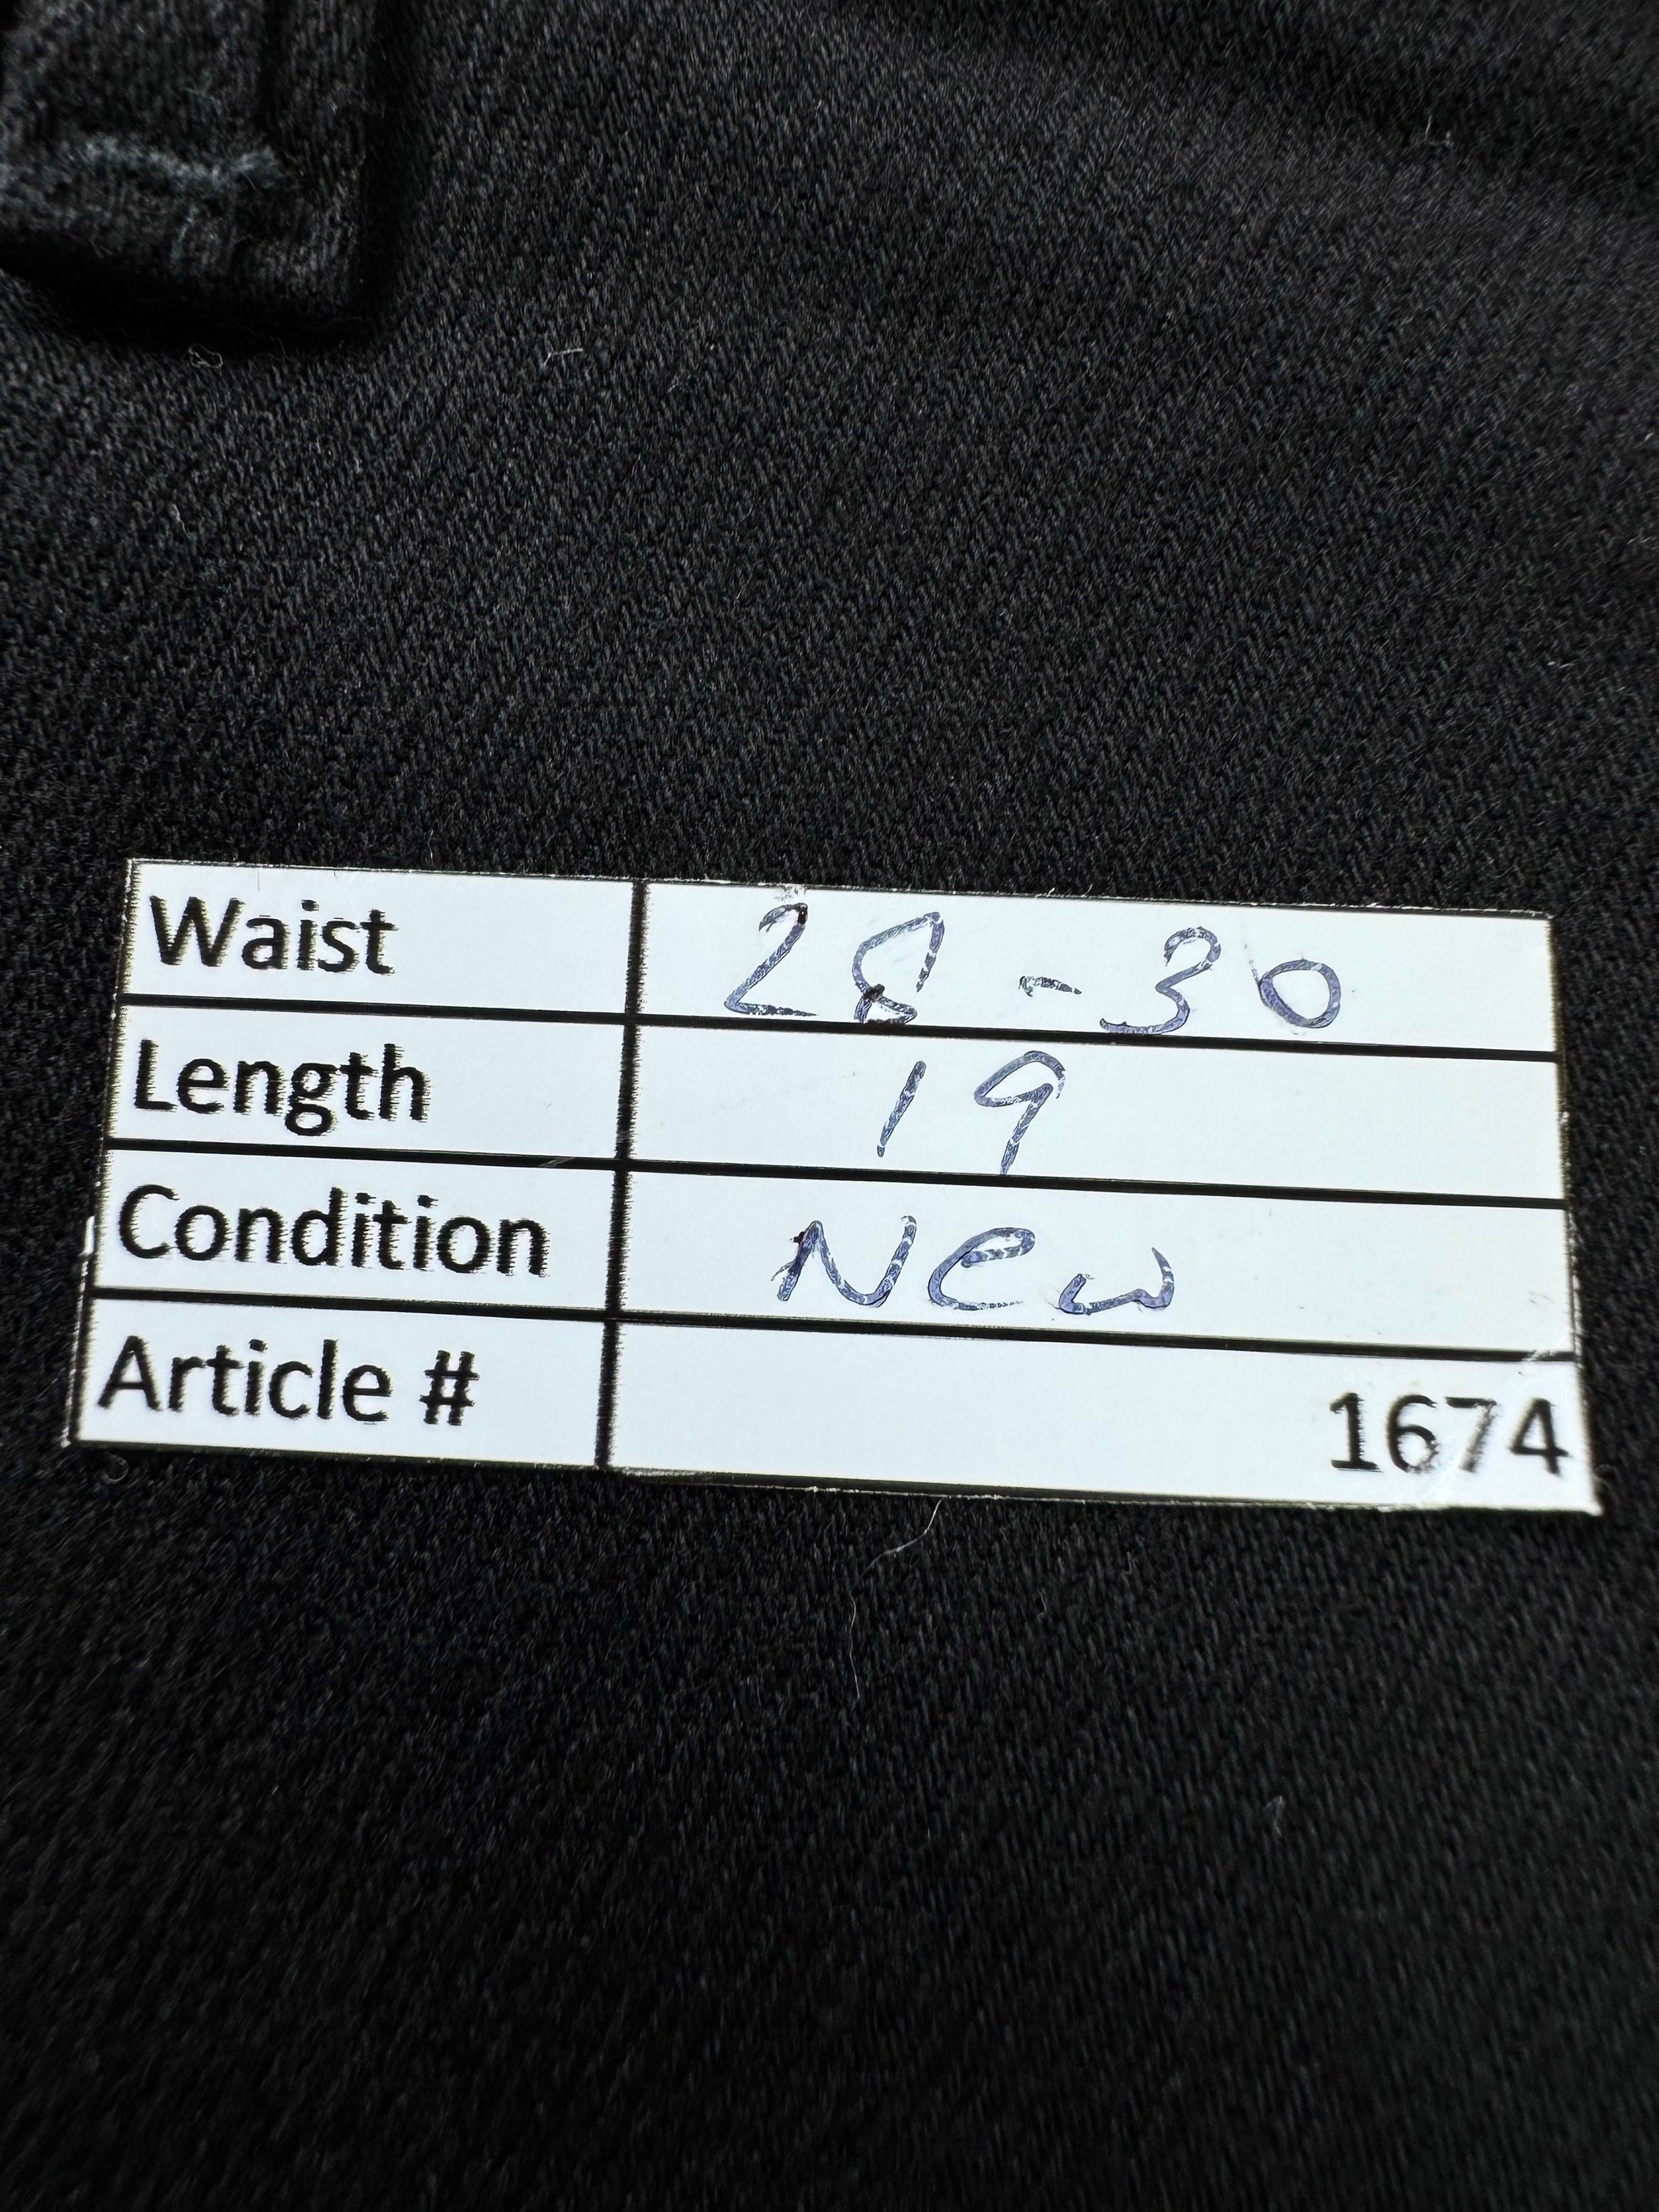 Waist 28 - 30
Length 19
Condition New
Article # 1674